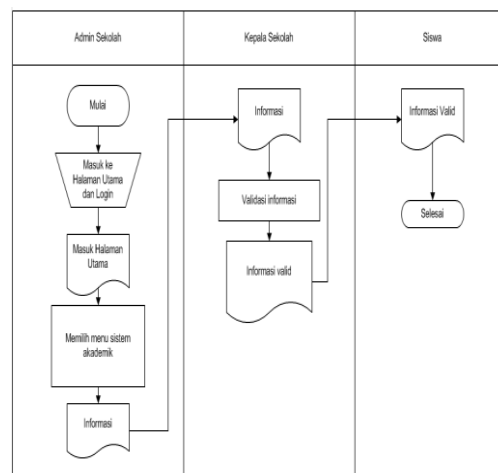 Admin Sekolah
Kepala Sekolah
Siswa
Mulai
Masuk ke
Halaman Utama
dan Login
Masuk Halaman
Utama
Memilih menu sistem
akademik
Informasi
Informasi
Validasi informasi
Informasi valid
Informasi Valid
Selesai